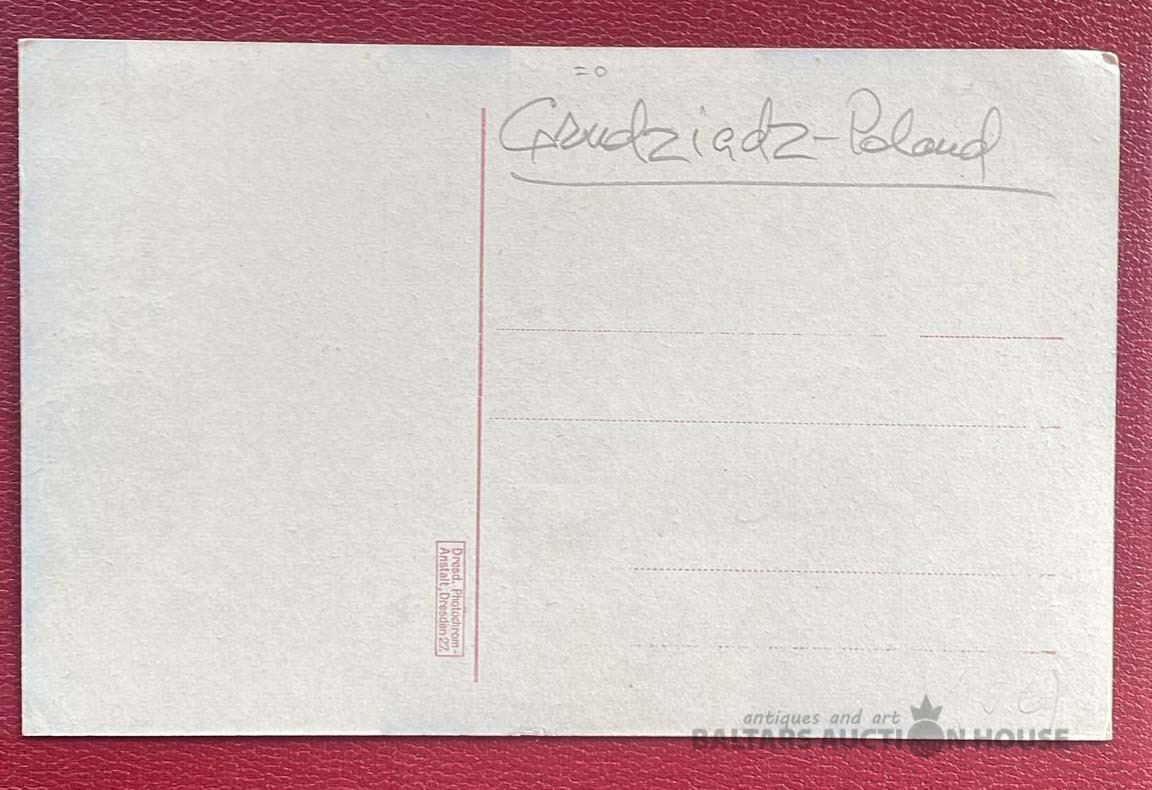 =0
Grudziadz-Poland
Dresd. Photochrom-
Anstalt, Dresden 27.
antiques and art
BALTARS AUCTION HOUSE